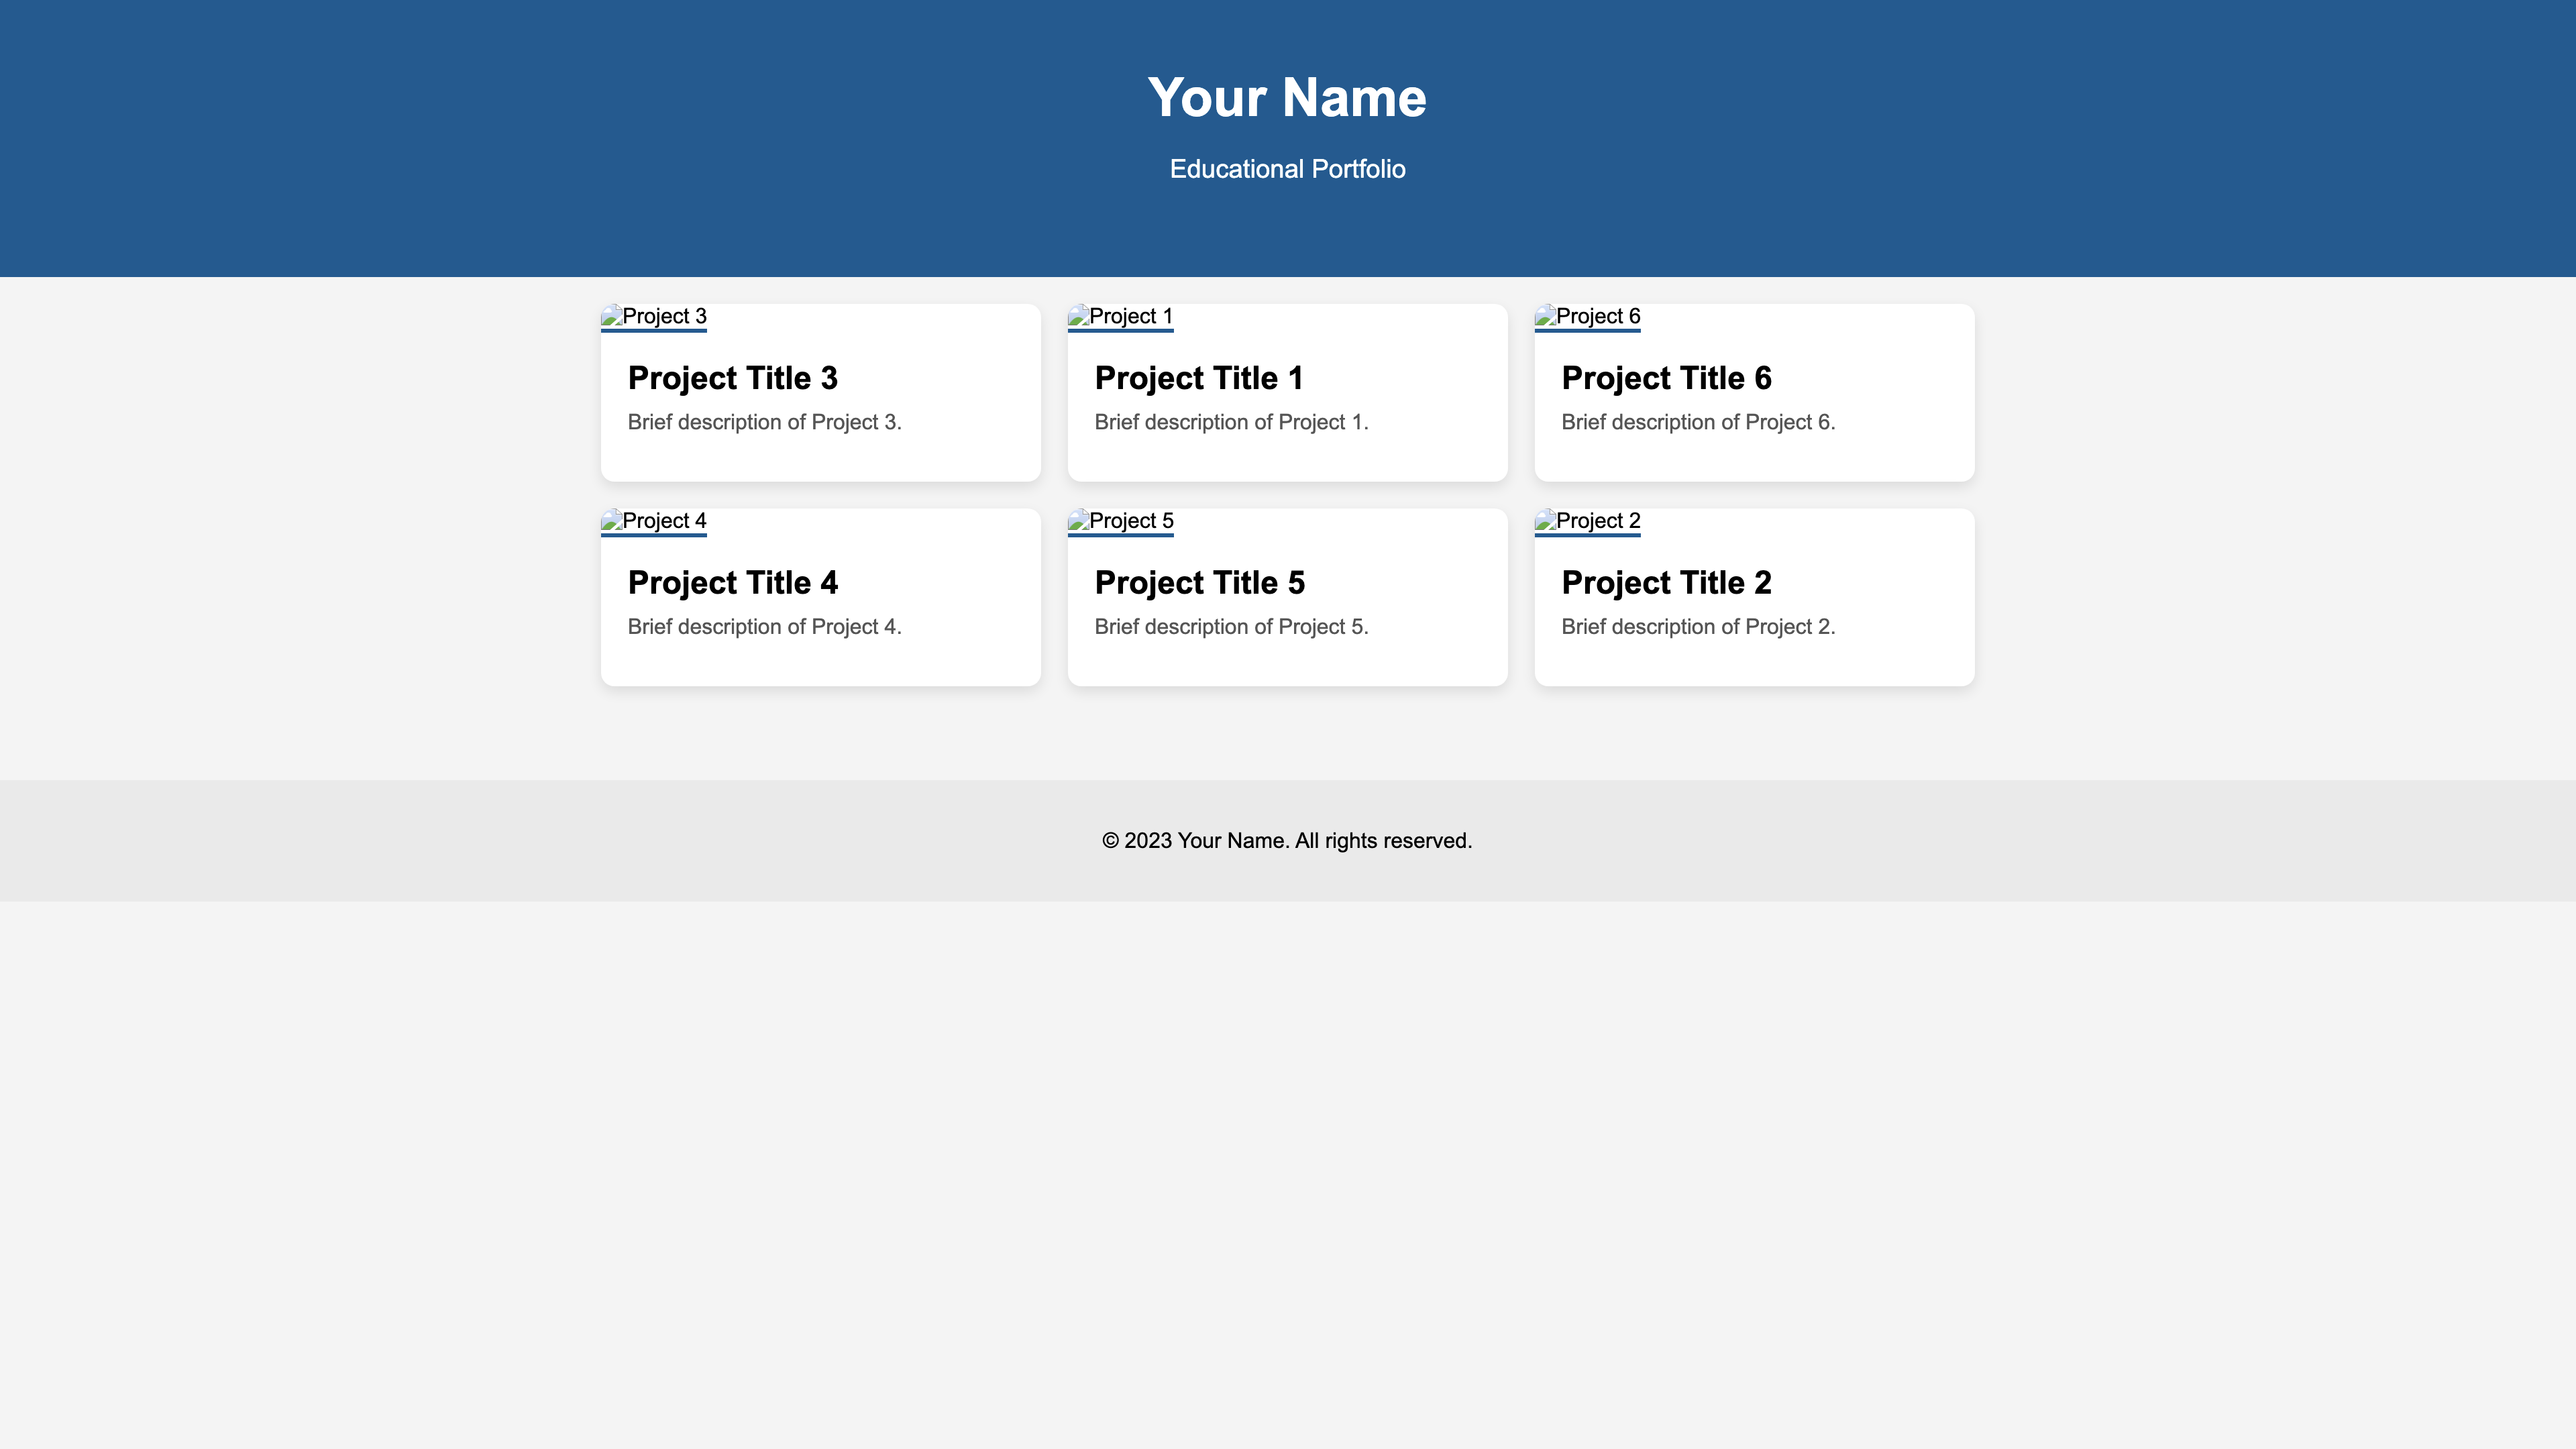 Your Name
Educational Portfolio
Project 3
Project Title 3
Brief description of Project 3.
Project 1
Project Title 1
Brief description of Project 1.
Project 6
Project Title 6
Brief description of Project 6.
Project 4
Project Title 4
Brief description of Project 4.
Project 5
Project Title 5
Brief description of Project 5.
Project 2
Project Title 2
Brief description of Project 2.
© 2023 Your Name. All rights reserved.